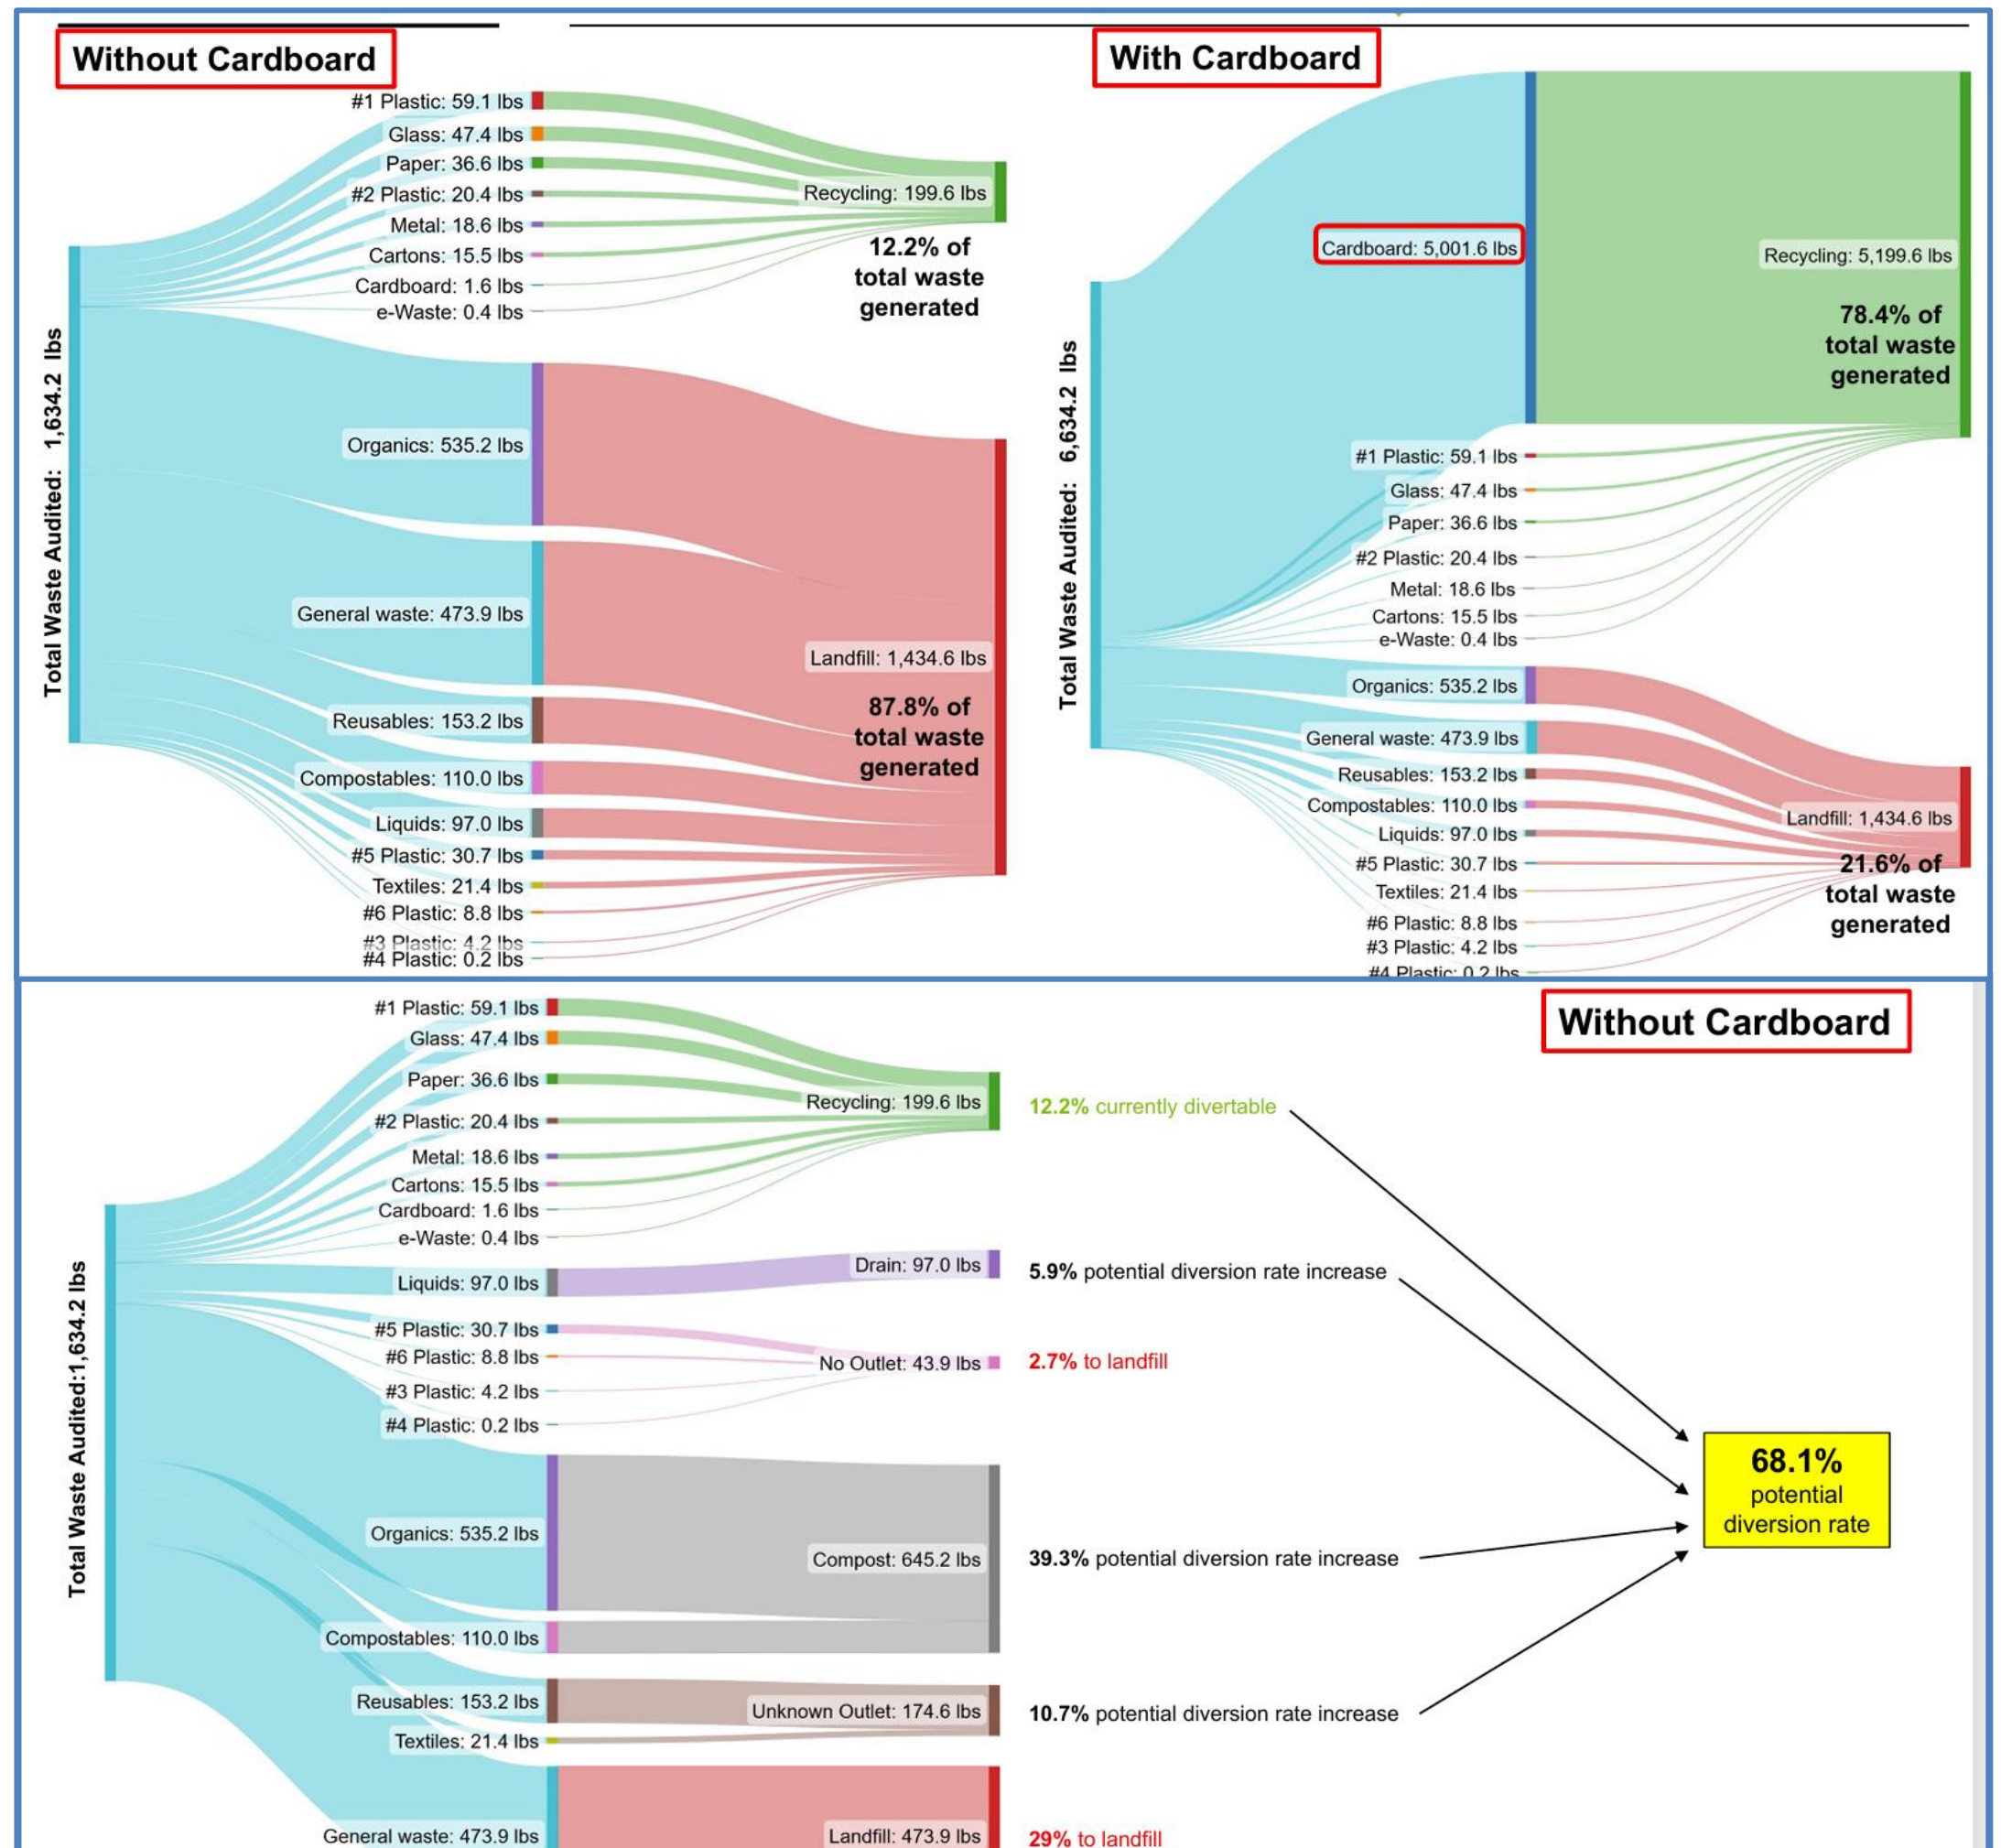 Without Cardboard
#1 Plastic: 59.1 lbs
Glass: 47.4 lbs
Paper: 36.6 lbs
#2 Plastic: 20.4 lbs
Metal: 18.6 lbs
Cartons: 15.5 lbs
Cardboard: 1.6 lbs
e-Waste: 0.4 lbs
Recycling: 199.6 lbs
12.2% of
total waste
generated
Total Waste Audited: 1,634.2 lbs
Organics: 535.2 lbs
General waste: 473.9 lbs
Reusables: 153.2 lbs
Compostables: 110.0 lbs
Liquids: 97.0 lbs
#5 Plastic: 30.7 lbs
Textiles: 21.4 lbs
#6 Plastic: 8.8 lbs
#3 Plastic: 4.2 lbs
#4 Plastic: 0.2 lbs
Landfill: 1,434.6 lbs
87.8% of
total waste
generated
With Cardboard
Cardboard: 5,001.6 lbs
Recycling: 5,199.6 lbs
78.4% of
total waste
generated
Total Waste Audited: 6,634.2 lbs
#1 Plastic: 59.1 lbs
Glass: 47.4 lbs
Paper: 36.6 lbs
#2 Plastic: 20.4 lbs
Metal: 18.6 lbs
Cartons: 15.5 lbs
e-Waste: 0.4 lbs
Organics: 535.2 lbs
General waste: 473.9 lbs
Reusables: 153.2 lbs
Compostables: 110.0 lbs
Liquids: 97.0 lbs
#5 Plastic: 30.7 lbs
Textiles: 21.4 lbs
#6 Plastic: 8.8 lbs
#3 Plastic: 4.2 lbs
#4 Plastic: 0.2 lbs
Landfill: 1,434.6 lbs
21.6% of
total waste
generated
Without Cardboard
#1 Plastic: 59.1 lbs
Glass: 47.4 lbs
Paper: 36.6 lbs
#2 Plastic: 20.4 lbs
Metal: 18.6 lbs
Cartons: 15.5 lbs
Cardboard: 1.6 lbs
e-Waste: 0.4 lbs
Recycling: 199.6 lbs
12.2% currently divertable
Total Waste Audited:1,634.2 lbs
Liquids: 97.0 lbs
Drain: 97.0 lbs
5.9% potential diversion rate increase
#5 Plastic: 30.7 lbs
#6 Plastic: 8.8 lbs
#3 Plastic: 4.2 lbs
#4 Plastic: 0.2 lbs
No Outlet: 43.9 lbs
2.7% to landfill
68.1%
potential
diversion rate
Organics: 535.2 lbs
Compostables: 110.0 lbs
Compost: 645.2 lbs
39.3% potential diversion rate increase
Reusables: 153.2 lbs
Textiles: 21.4 lbs
Unknown Outlet: 174.6 lbs
10.7% potential diversion rate increase
General waste: 473.9 lbs
Landfill: 473.9 lbs
29% to landfill